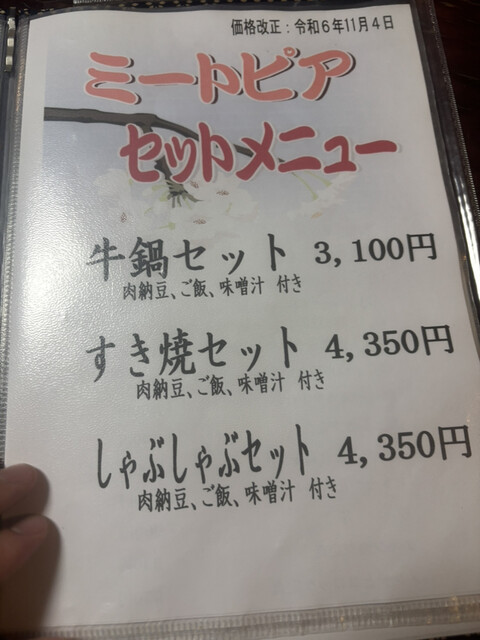 価格改正：令和６年11月４日
ミートピア
セットメニュー
牛鍋セット 3,100円
肉納豆、ご飯、味噌汁 付き
すき焼セット 4,350円
肉納豆、ご飯、味噌汁 付き
しゃぶしゃぶセット 4,350円
肉納豆、ご飯、味噌汁 付き